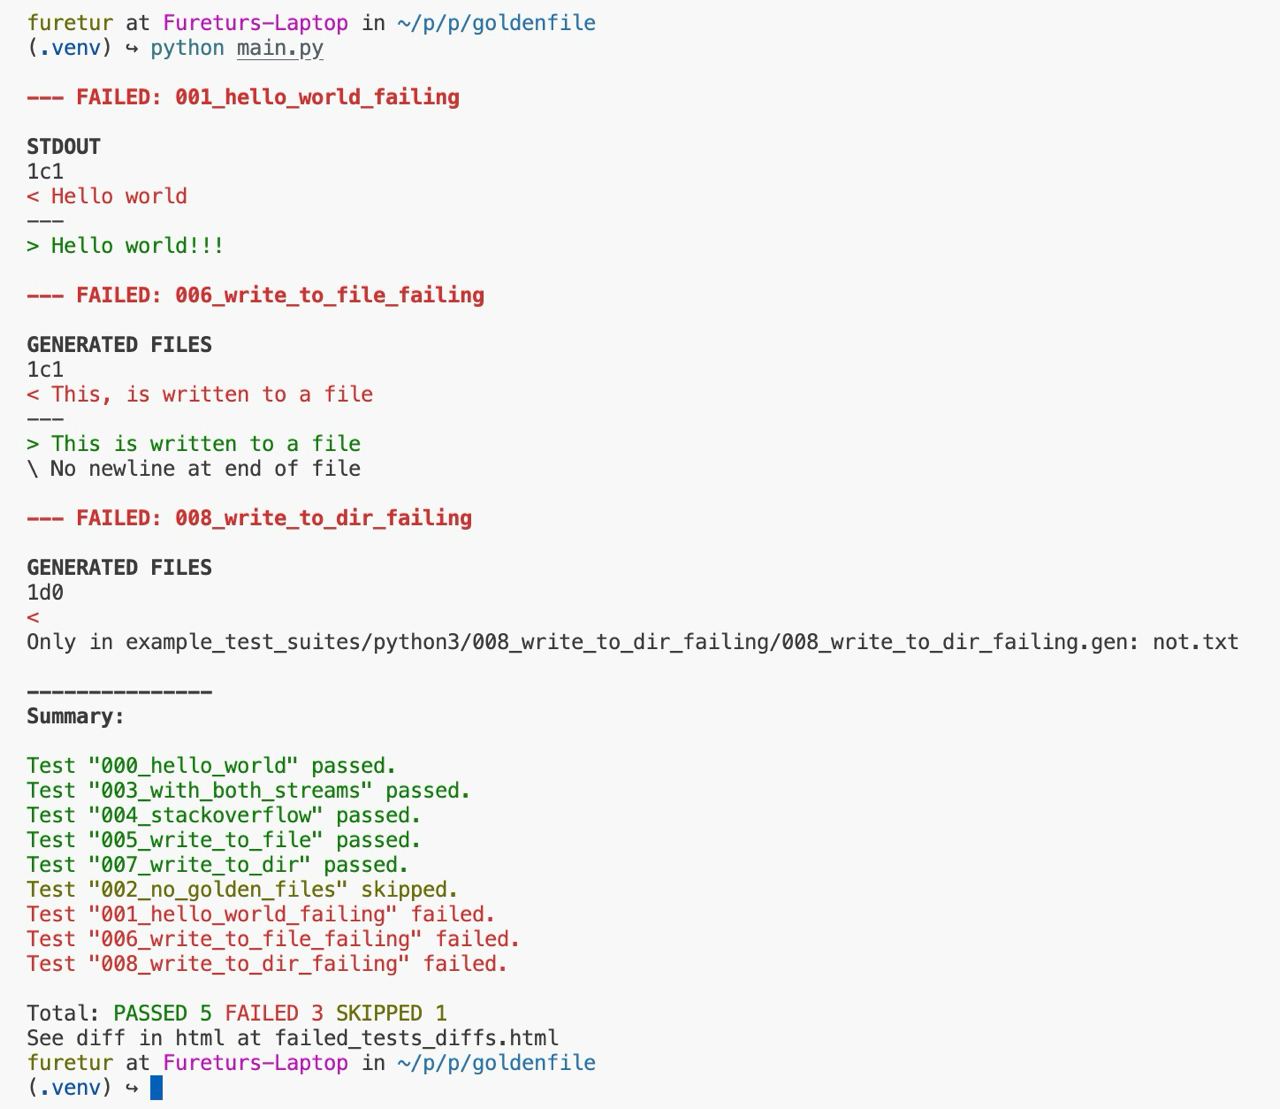 furetur at Fureturs-Laptop in ~/p/p/goldenfile
(.venv) ↪ python main.py
--- FAILED: 001_hello_world_failing
STDOUT
1c1
< Hello world
---
> Hello world!!!
--- FAILED: 006_write_to_file_failing
GENERATED FILES
1c1
< This, is written to a file
---
> This is written to a file
\ No newline at end of file
--- FAILED: 008_write_to_dir_failing
GENERATED FILES
1d0
<
Only in example_test_suites/python3/008_write_to_dir_failing/008_write_to_dir_failing.gen: not.txt
---------------
Summary:
Test "000_hello_world" passed.
Test "003_with_both_streams" passed.
Test "004_stackoverflow" passed.
Test "005_write_to_file" passed.
Test "007_write_to_dir" passed.
Test "002_no_golden_files" skipped.
Test "001_hello_world_failing" failed.
Test "006_write_to_file_failing" failed.
Test "008_write_to_dir_failing" failed.
Total: PASSED 5 FAILED 3 SKIPPED 1
See diff in html at failed_tests_diffs.html
furetur at Fureturs-Laptop in ~/p/p/goldenfile
(.venv) ↪